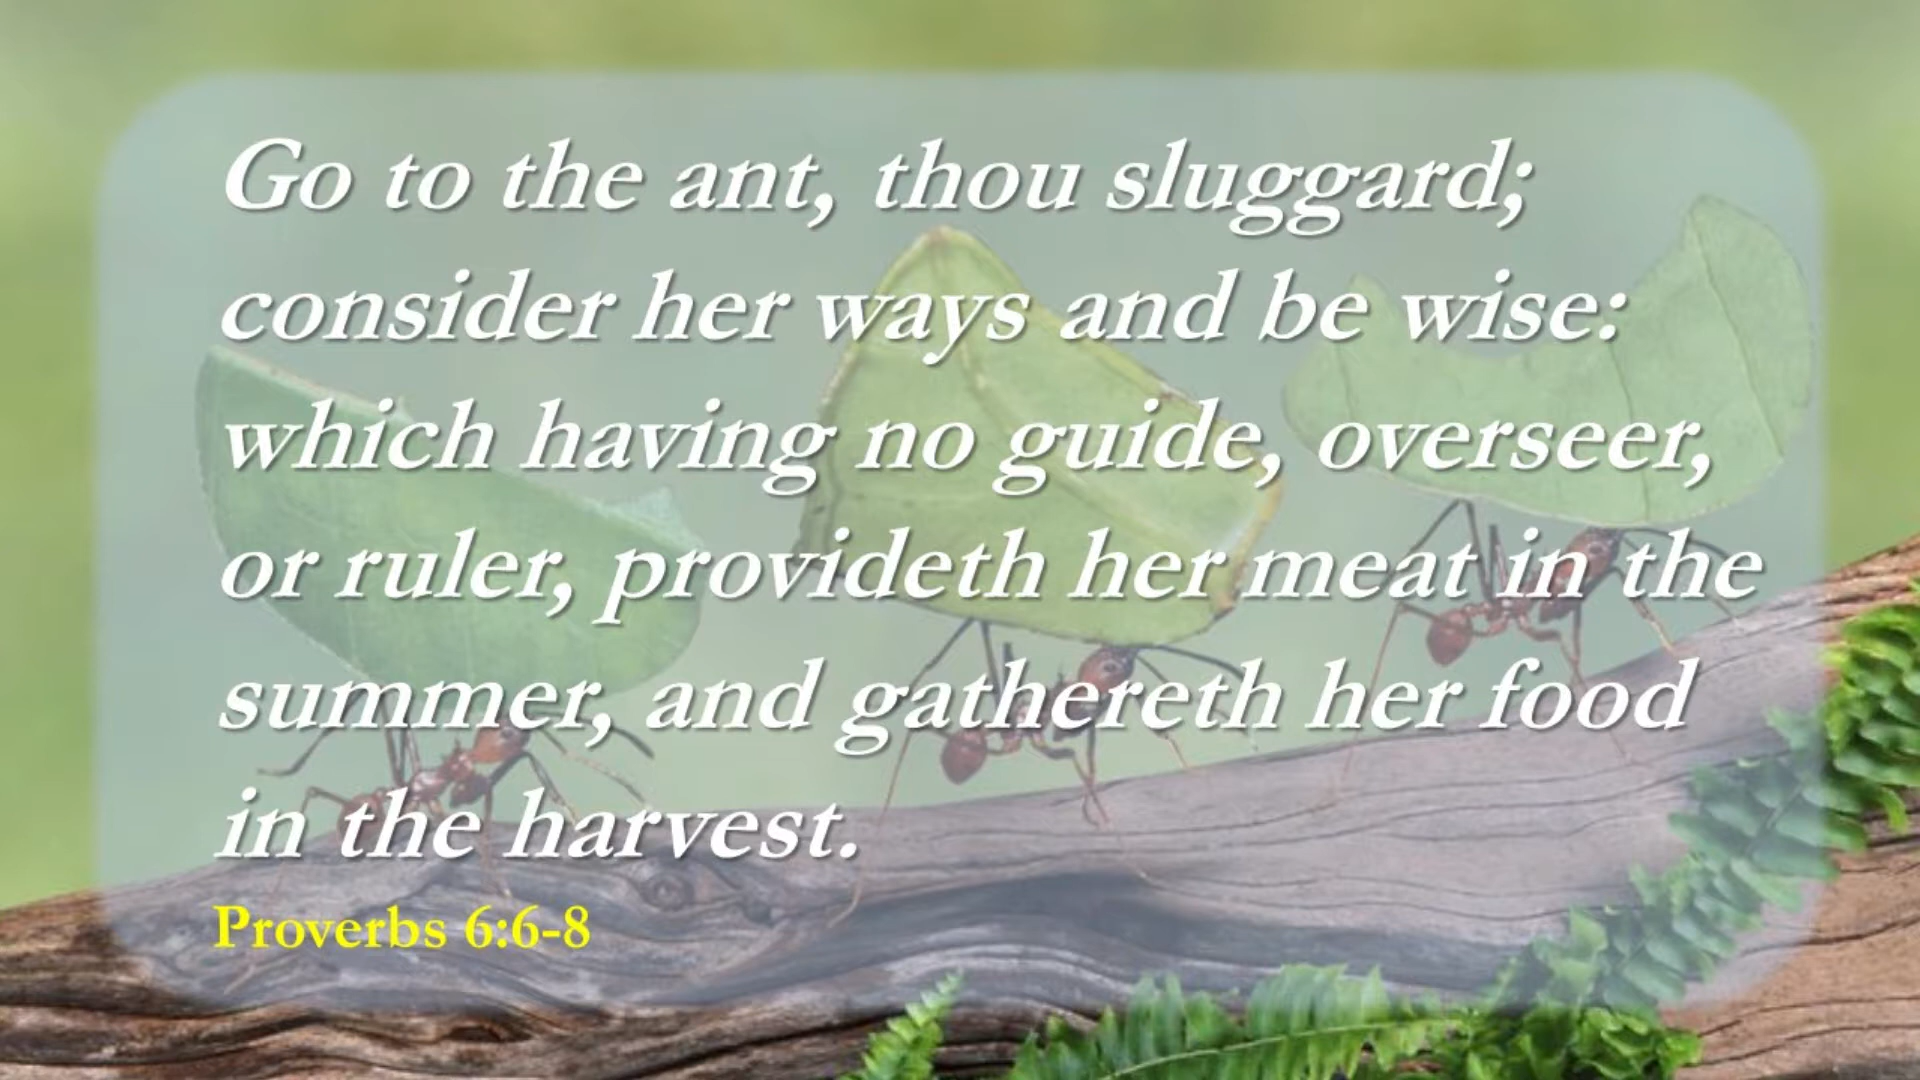 Go to the ant, thou sluggard;
consider her ways and be wise:
which having no guide, overseer,
or ruler, provideth her meat in the
summer, and gathereth her food
in the harvest.
Proverbs 6:6-8